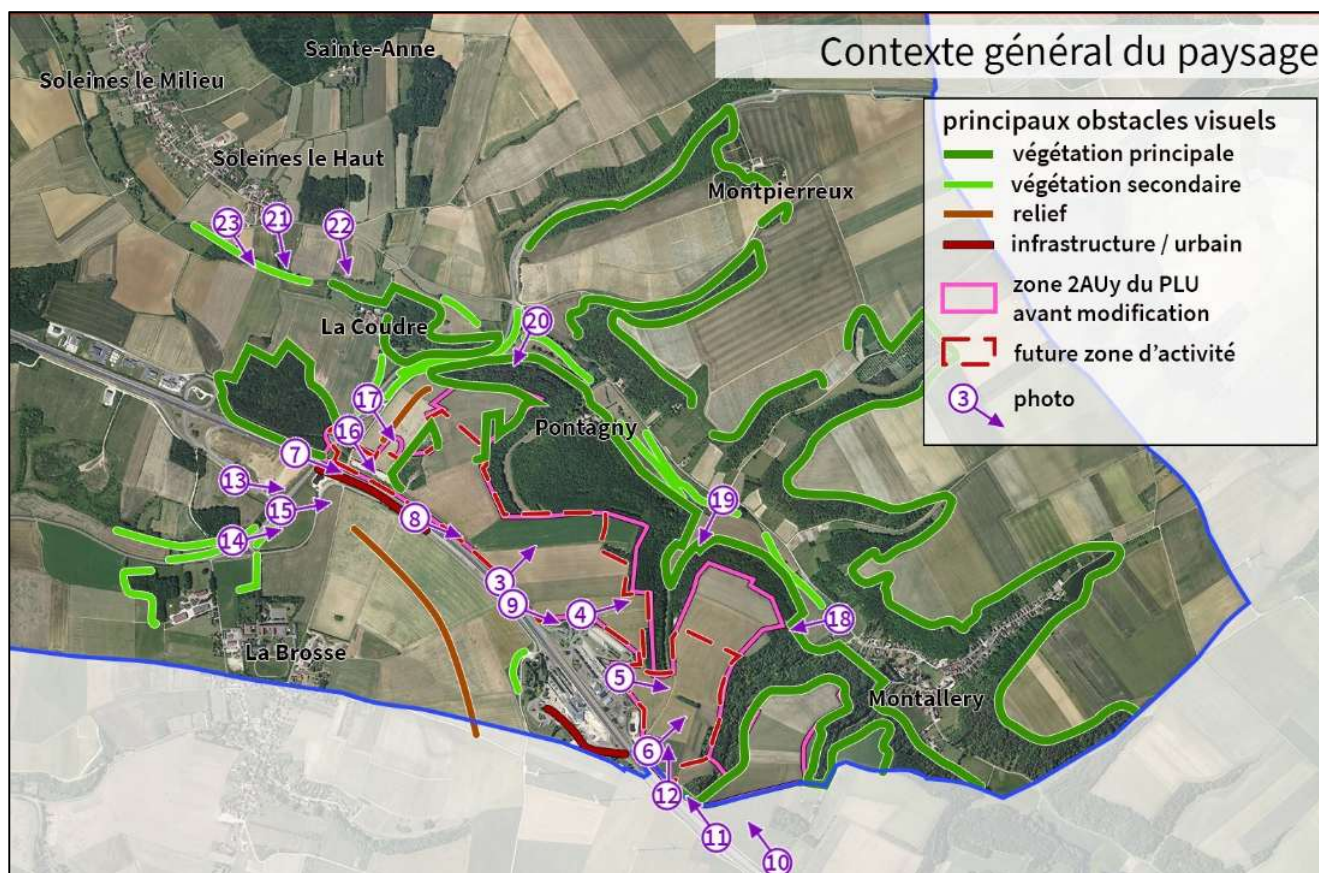 Contexte général du paysage
Sainte-Anne
Soleines le Milieu
Soleines le Haut
Montpierreux
principaux obstacles visuels
végétation principale
végétation secondaire
relief
infrastructure / urbain
zone 2AUy du PLU
avant modification
future zone d'activité
3
photo
23
21
22
La Coudre
20
17
Pontagny
16
7
13
15
14
8
19
3
9
4
18
La Brosse
5
Montallery
6
12
11
10